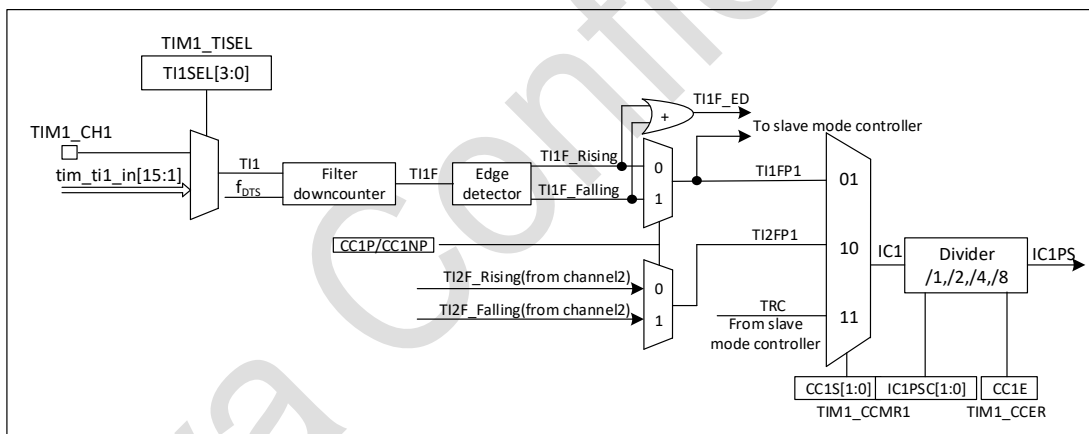 TIM1_TISEL
TI1SEL[3:0]
TIM1_CH1
tim_ti1_in[15:1]
TI1
fDTS
Filter
downcounter
TI1F
Edge
detector
TI1F_Rising
TI1F_Falling
+
TI1F_ED
To slave mode controller
0
1
TI1FP1
CC1P/CC1NP
TI2F_Rising(from channel2)
TI2F_Falling(from channel2)
0
1
TI2FP1
TRC
From slave
mode controller
01
10
11
IC1
Divider
/1,/2,/4,/8
IC1PS
CC1S[1:0]
IC1PSC[1:0]
CC1E
TIM1_CCMR1
TIM1_CCER